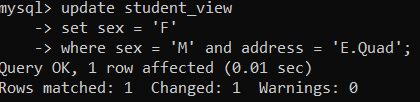 mysql> update student_view
    -> set sex = 'F'
    -> where sex = 'M' and address = 'E.Quad';
Query OK, 1 row affected (0.01 sec)
Rows matched: 1  Changed: 1  Warnings: 0